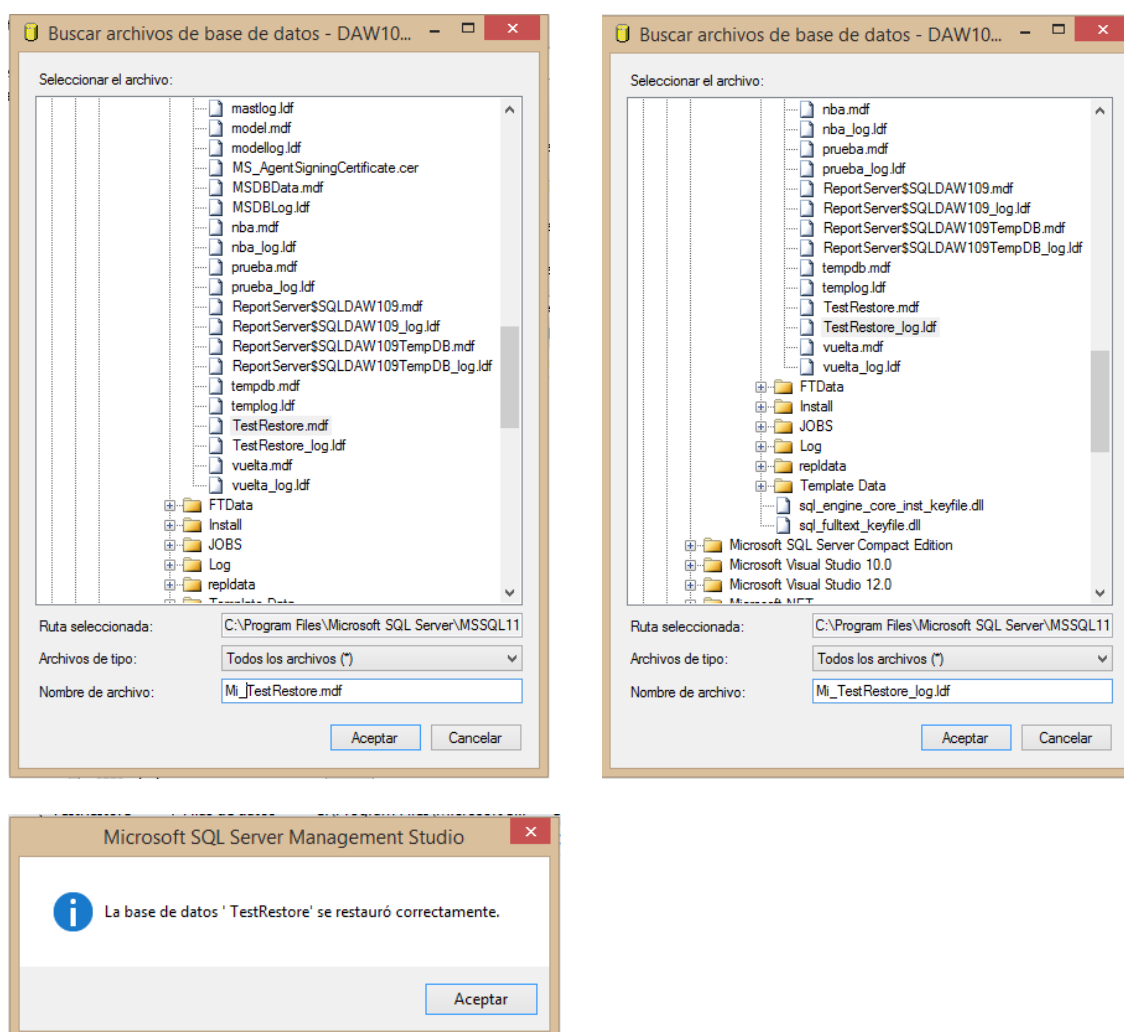 Buscar archivos de base de datos - DAW10...
Seleccionar el archivo:
mastlog.ldf
model.mdf
modellog.ldf
MS_AgentSigningCertificate.cer
MSDBData.mdf
MSDBLog.ldf
nba.mdf
nba_log.ldf
prueba.mdf
prueba_log.ldf
ReportServer$SQLDAW109.mdf
ReportServer$SQLDAW109_log.ldf
ReportServer$SQLDAW109TempDB.mdf
ReportServer$SQLDAW109TempDB_log.ldf
tempdb.mdf
templog.ldf
TestRestore.mdf
TestRestore_log.ldf
vuelta.mdf
vuelta_log.ldf
FTData
Install
JOBS
Log
repldata
Template Data
Ruta seleccionada: C:\Program Files\Microsoft SQL Server\MSSQL11
Archivos de tipo: Todos los archivos (*)
Nombre de archivo: Mi_TestRestore.mdf
Aceptar Cancelar
Buscar archivos de base de datos - DAW10...
Seleccionar el archivo:
nba.mdf
nba_log.ldf
prueba.mdf
prueba_log.ldf
ReportServer$SQLDAW109.mdf
ReportServer$SQLDAW109_log.ldf
ReportServer$SQLDAW109TempDB.mdf
ReportServer$SQLDAW109TempDB_log.ldf
tempdb.mdf
templog.ldf
TestRestore.mdf
TestRestore_log.ldf
vuelta.mdf
vuelta_log.ldf
FTData
Install
JOBS
Log
repldata
Template Data
sql_engine_core_inst_keyfile.dll
sql_fulltext_keyfile.dll
Microsoft SQL Server Compact Edition
Microsoft Visual Studio 10.0
Microsoft Visual Studio 12.0
Microsoft.NET
Ruta seleccionada: C:\Program Files\Microsoft SQL Server\MSSQL11
Archivos de tipo: Todos los archivos (*)
Nombre de archivo: Mi_TestRestore_log.ldf
Aceptar Cancelar
Microsoft SQL Server Management Studio
La base de datos ' TestRestore' se restauró correctamente.
Aceptar